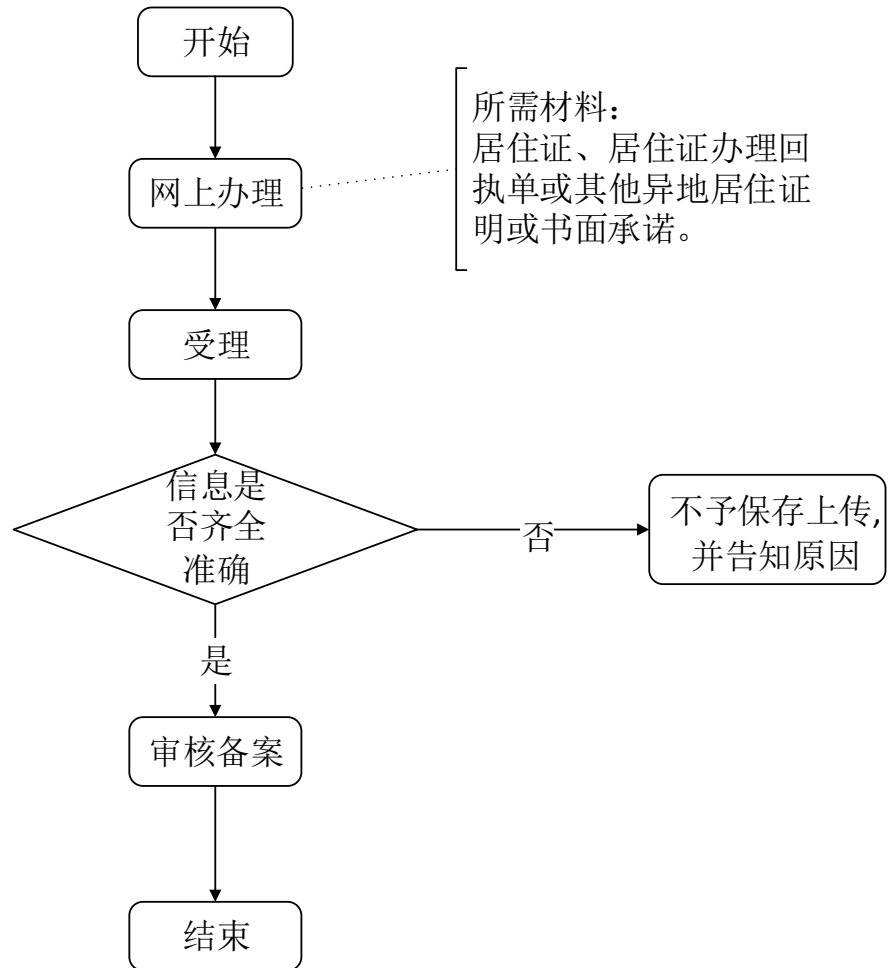 开始
所需材料：
居住证、居住证办理回
执单或其他异地居住证
明或书面承诺。
网上办理
受理
信息是
否齐全
准确
否
不予保存上传,
并告知原因
是
审核备案
结束